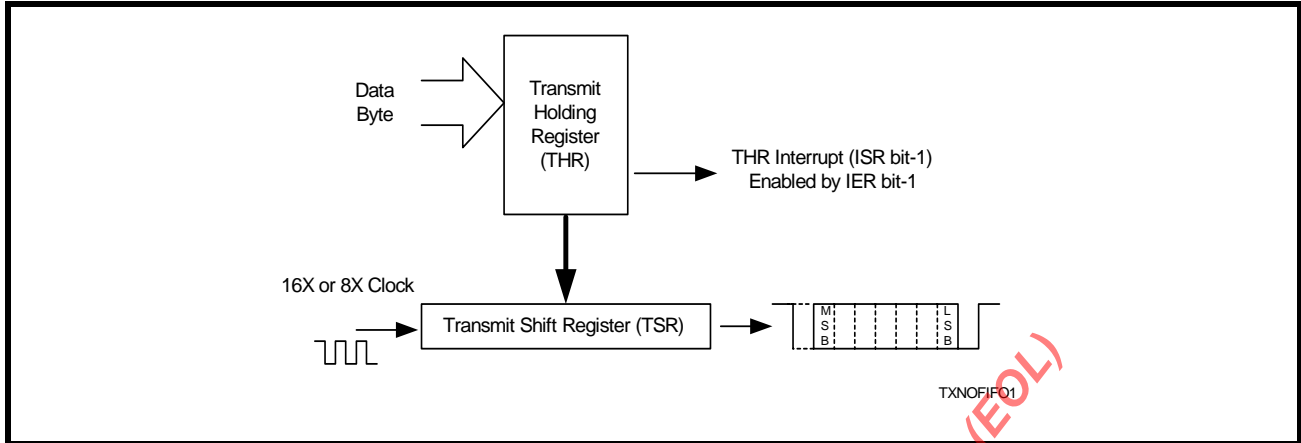 Data
Byte
Transmit
Holding
Register
(THR)
THR Interrupt (ISR bit-1)
Enabled by IER bit-1
16X or 8X Clock
Transmit Shift Register (TSR)
M
S
B
L
S
B
TXNOFIFO1
(EOL)